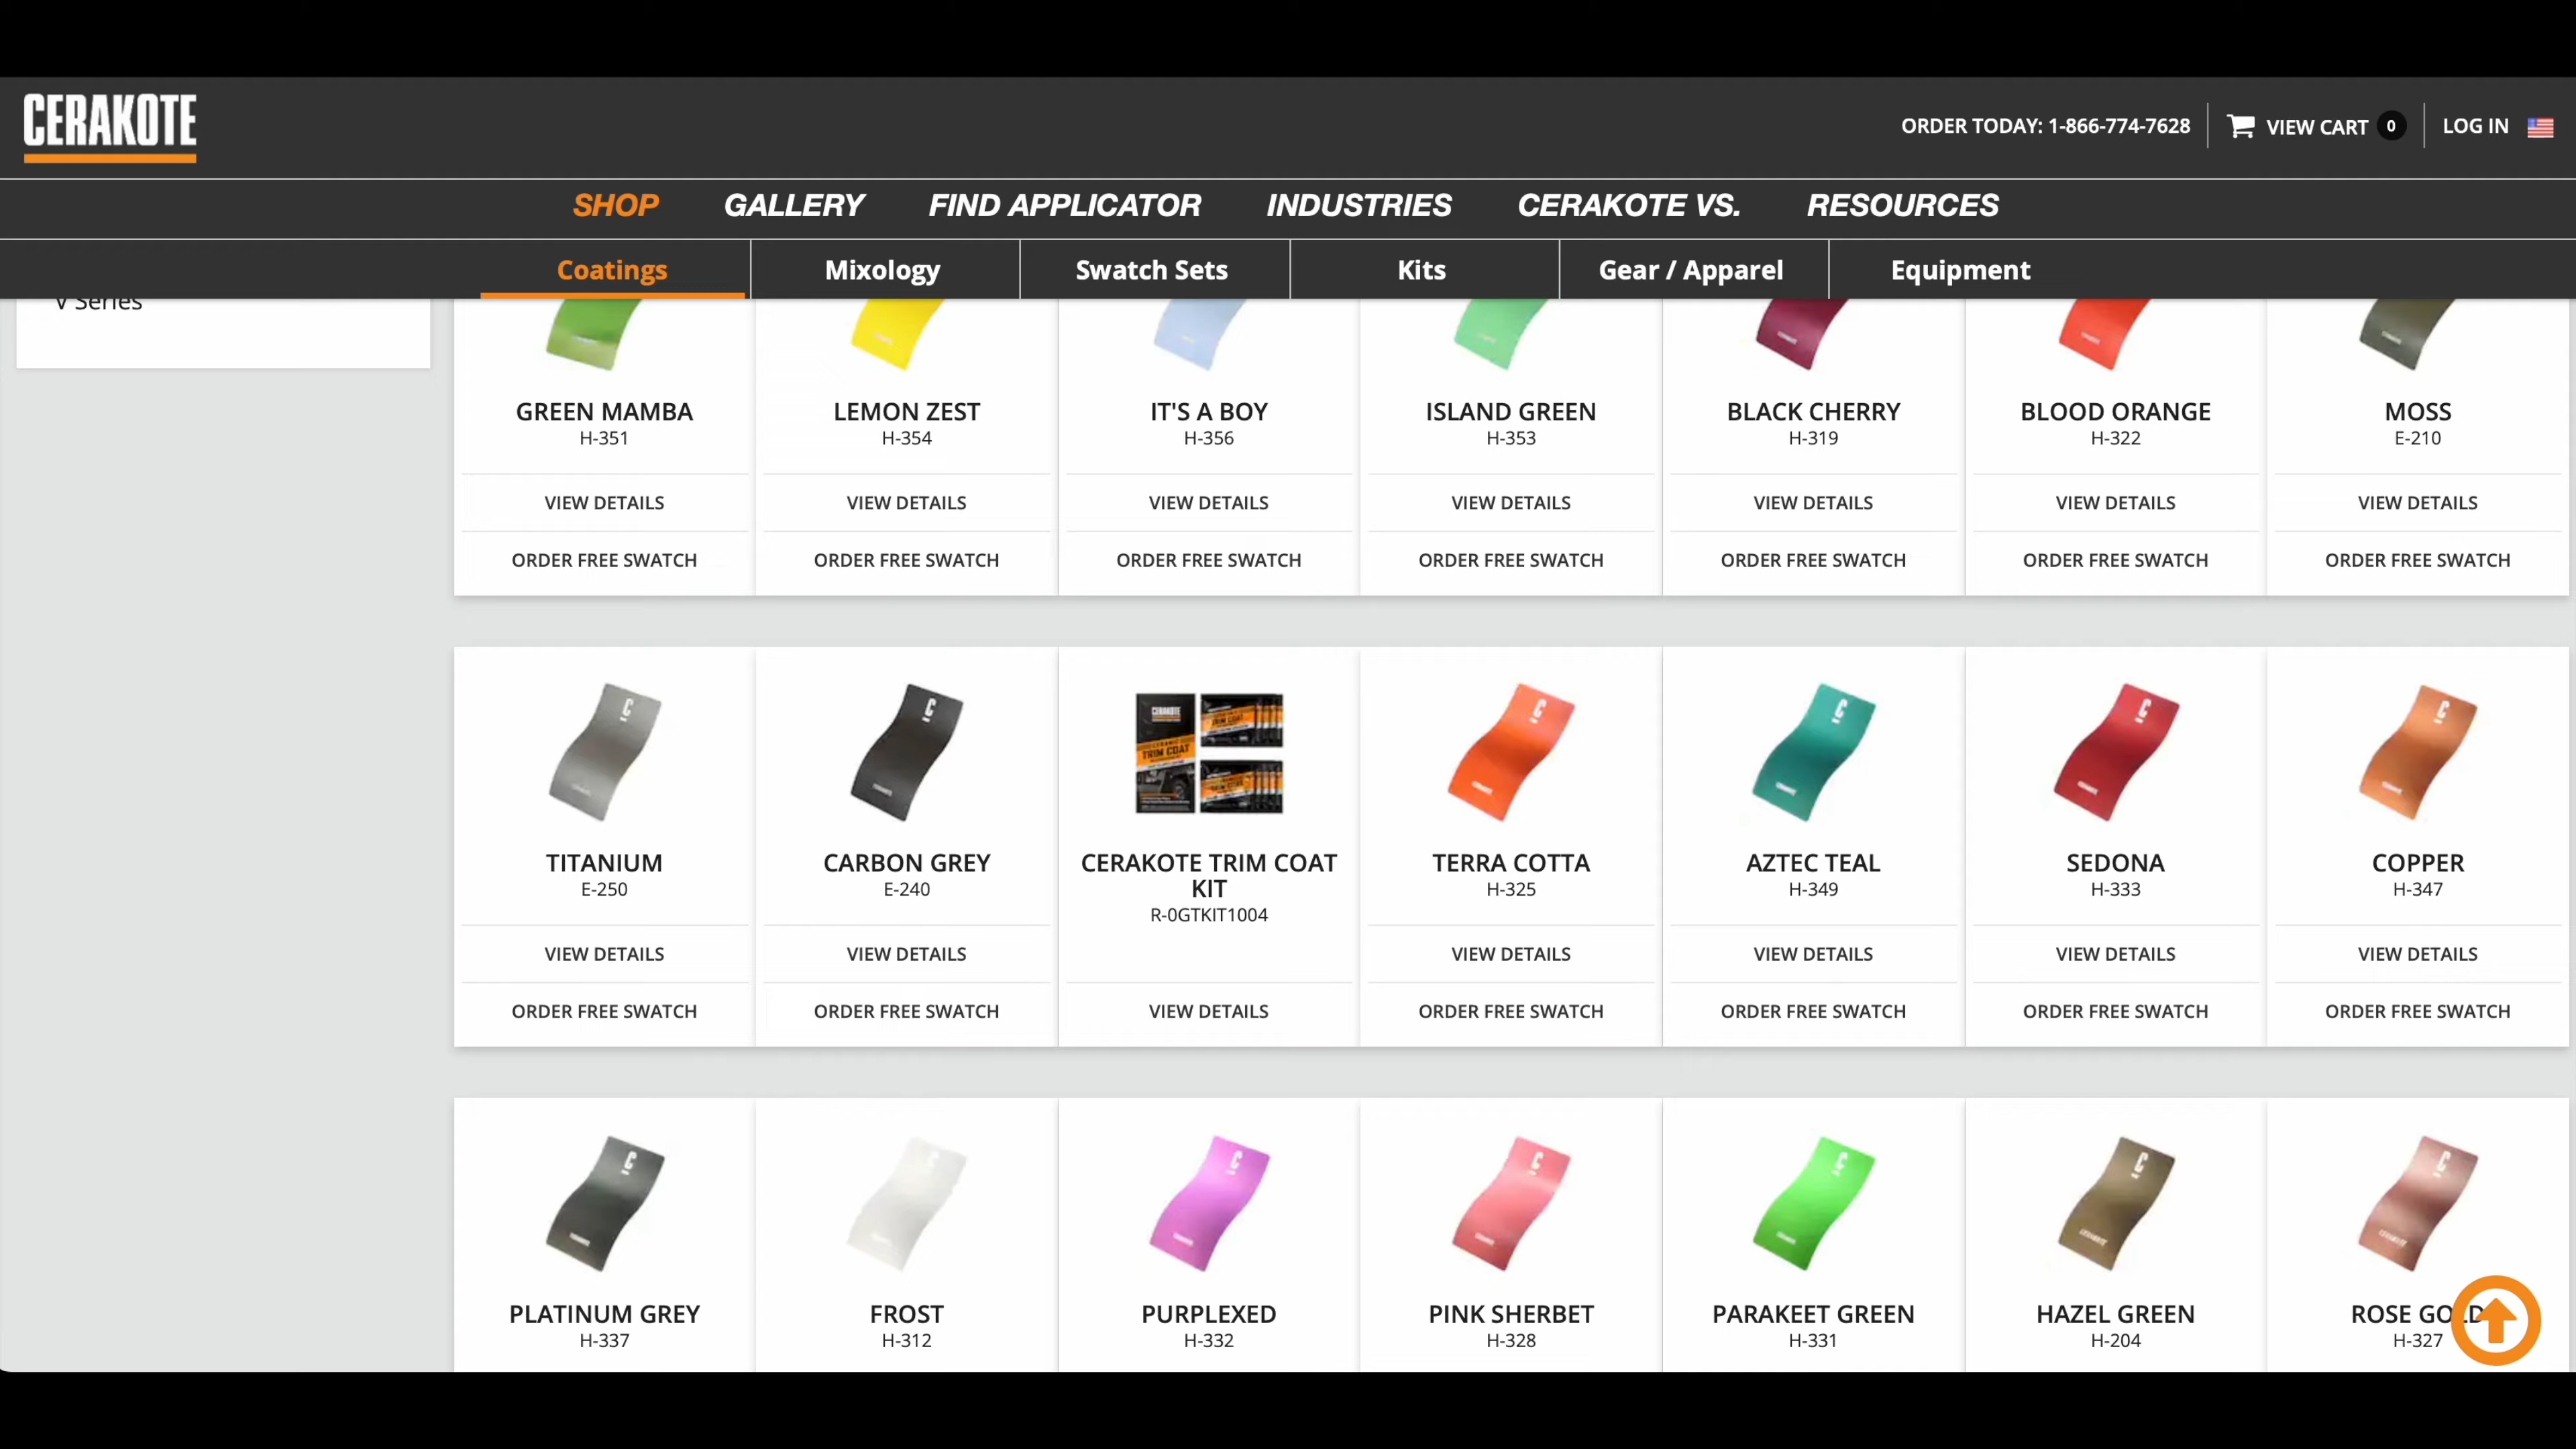 CERAKOTE
ORDER TODAY: 1-866-774-7628
VIEW CART 0
LOG IN
SHOP GALLERY FIND APPLICATOR INDUSTRIES CERAKOTE VS. RESOURCES
Coatings Mixology Swatch Sets Kits Gear / Apparel Equipment
V Series
GREEN MAMBA LEMON ZEST IT'S A BOY ISLAND GREEN BLACK CHERRY BLOOD ORANGE MOSS
H-351 H-354 H-356 H-353 H-319 H-322 E-210
VIEW DETAILS VIEW DETAILS VIEW DETAILS VIEW DETAILS VIEW DETAILS VIEW DETAILS VIEW DETAILS
ORDER FREE SWATCH ORDER FREE SWATCH ORDER FREE SWATCH ORDER FREE SWATCH ORDER FREE SWATCH ORDER FREE SWATCH ORDER FREE SWATCH
CERAKOTE
TRIM COAT
TITANIUM CARBON GREY CERAKOTE TRIM COAT TERRA COTTA AZTEC TEAL SEDONA COPPER
KIT
E-250 E-240 R-0GTKIT1004 H-325 H-349 H-333 H-347
VIEW DETAILS VIEW DETAILS VIEW DETAILS VIEW DETAILS VIEW DETAILS VIEW DETAILS
ORDER FREE SWATCH ORDER FREE SWATCH VIEW DETAILS ORDER FREE SWATCH ORDER FREE SWATCH ORDER FREE SWATCH ORDER FREE SWATCH
PLATINUM GREY FROST PURPLEXED PINK SHERBET PARAKEET GREEN HAZEL GREEN ROSE GOLD
H-337 H-312 H-332 H-328 H-331 H-204 H-327